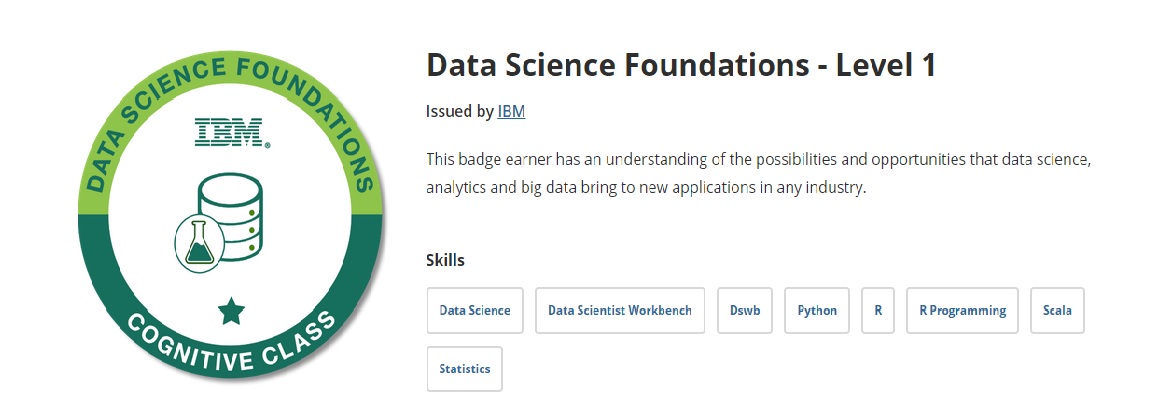 DATA SCIENCE FOUNDATIONS
IBM®
COGNITIVE CLASS
Data Science Foundations - Level 1
Issued by IBM
This badge earner has an understanding of the possibilities and opportunities that data science,
analytics and big data bring to new applications in any industry.
Skills
Data Science Data Scientist Workbench Dswb Python R R Programming Scala
Statistics